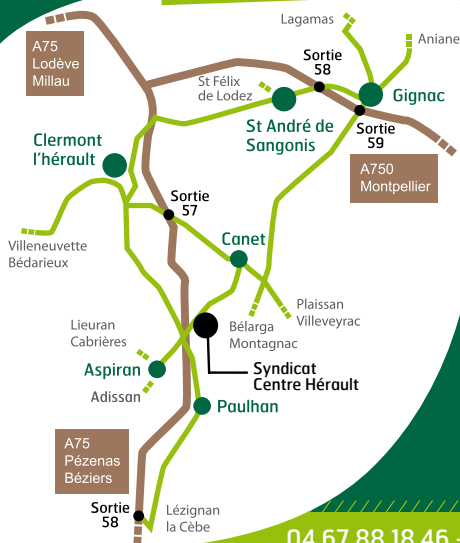 Lagamas
Aniane
A75
Lodève
Millau
Sortie
58
St Félix
de Lodez
Gignac
St André de
Sangonis
Sortie
59
Clermont
l'hérault
A750
Montpellier
Sortie
57
Villeneuvette
Bédarieux
Canet
Plaissan
Villeveyrac
Bélarga
Montagnac
Lieuran
Cabrières
Aspiran
Adissan
Syndicat
Centre Hérault
Paulhan
A75
Pézenas
Béziers
Sortie
58
Lézignan
la Cèbe
04 67 88 18 46 -